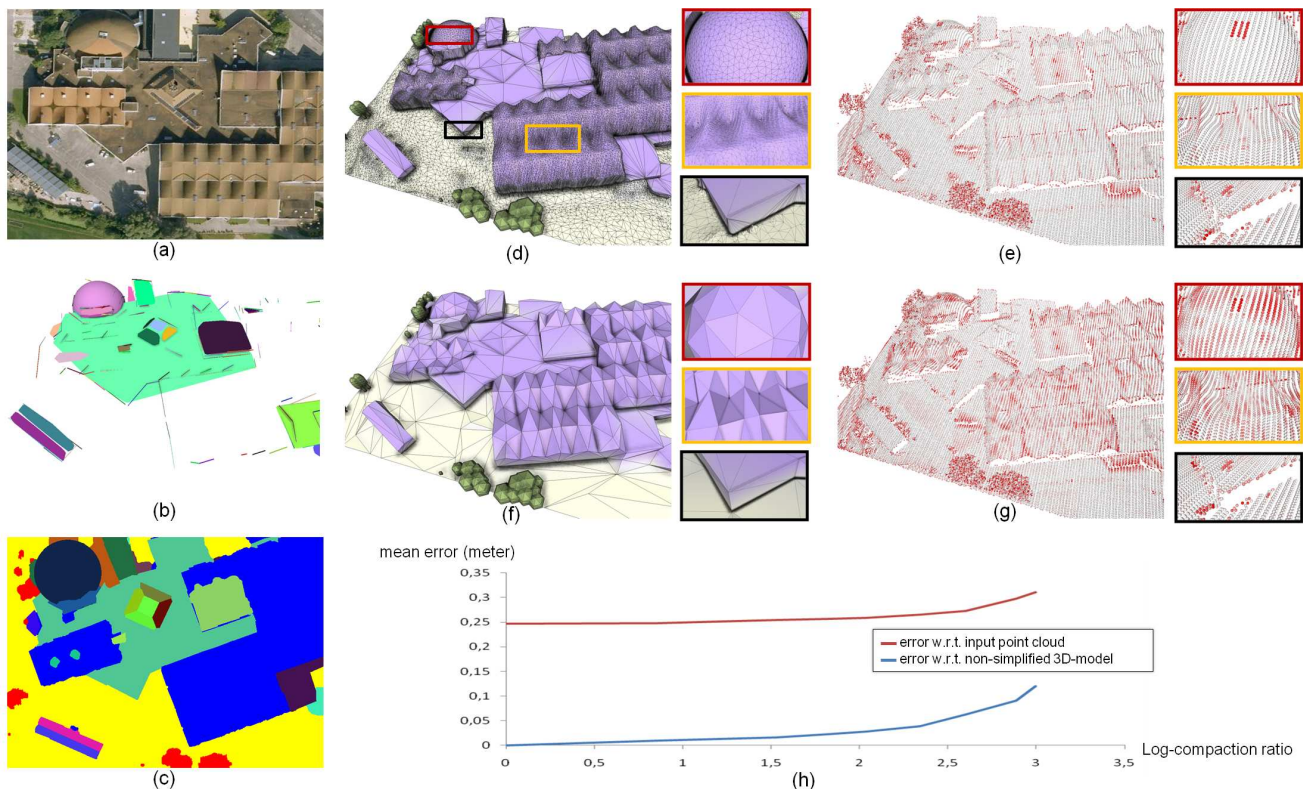 (a)
(d)
(e)
(b)
(f)
(g)
(c)
mean error (meter)
0,35
0,3
0,25
0,2
0,15
0,1
0,05
0
error w.r.t. input point cloud
error w.r.t. non-simplified 3D-model
0 0,5 1 1,5 2 2,5 3 3,5
Log-compaction ratio
(h)